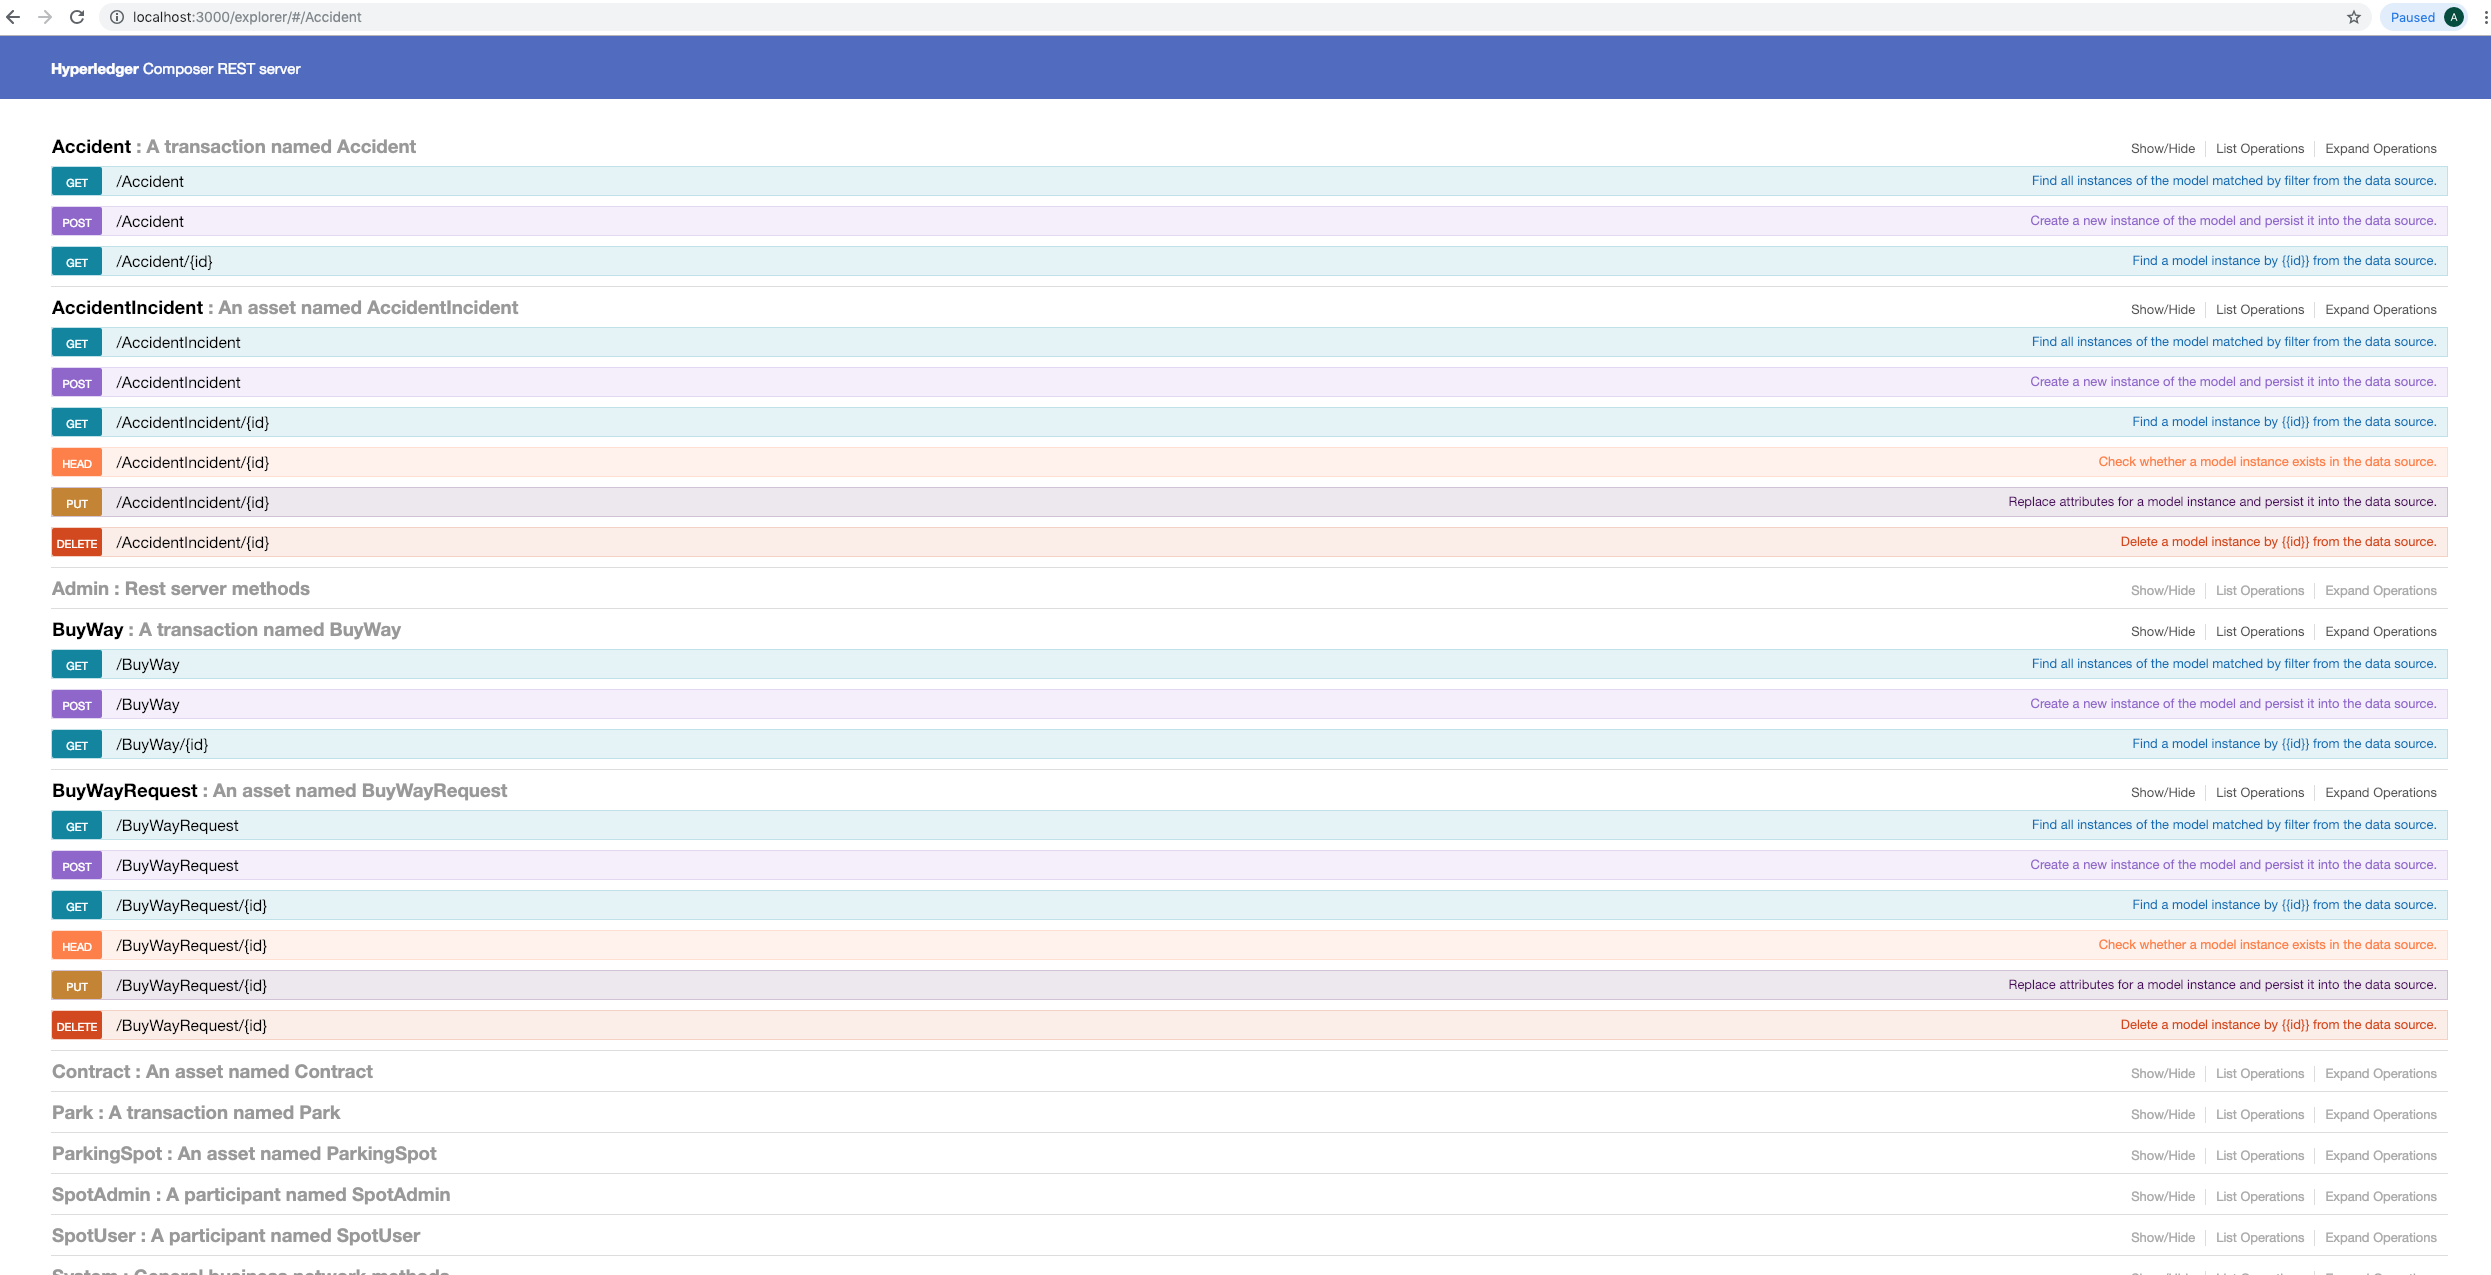 localhost:3000/explorer/#/Accident
Paused A
Hyperledger Composer REST server
Accident : A transaction named Accident Show/Hide List Operations Expand Operations
GET /Accident Find all instances of the model matched by filter from the data source.
POST /Accident Create a new instance of the model and persist it into the data source.
GET /Accident/{id} Find a model instance by {{id}} from the data source.
AccidentIncident : An asset named AccidentIncident Show/Hide List Operations Expand Operations
GET /AccidentIncident Find all instances of the model matched by filter from the data source.
POST /AccidentIncident Create a new instance of the model and persist it into the data source.
GET /AccidentIncident/{id} Find a model instance by {{id}} from the data source.
HEAD /AccidentIncident/{id} Check whether a model instance exists in the data source.
PUT /AccidentIncident/{id} Replace attributes for a model instance and persist it into the data source.
DELETE /AccidentIncident/{id} Delete a model instance by {{id}} from the data source.
Admin : Rest server methods Show/Hide List Operations Expand Operations
BuyWay : A transaction named BuyWay Show/Hide List Operations Expand Operations
GET /BuyWay Find all instances of the model matched by filter from the data source.
POST /BuyWay Create a new instance of the model and persist it into the data source.
GET /BuyWay/{id} Find a model instance by {{id}} from the data source.
BuyWayRequest : An asset named BuyWayRequest Show/Hide List Operations Expand Operations
GET /BuyWayRequest Find all instances of the model matched by filter from the data source.
POST /BuyWayRequest Create a new instance of the model and persist it into the data source.
GET /BuyWayRequest/{id} Find a model instance by {{id}} from the data source.
HEAD /BuyWayRequest/{id} Check whether a model instance exists in the data source.
PUT /BuyWayRequest/{id} Replace attributes for a model instance and persist it into the data source.
DELETE /BuyWayRequest/{id} Delete a model instance by {{id}} from the data source.
Contract : An asset named Contract Show/Hide List Operations Expand Operations
Park : A transaction named Park Show/Hide List Operations Expand Operations
ParkingSpot : An asset named ParkingSpot Show/Hide List Operations Expand Operations
SpotAdmin : A participant named SpotAdmin Show/Hide List Operations Expand Operations
SpotUser : A participant named SpotUser Show/Hide List Operations Expand Operations
System : General business network methods